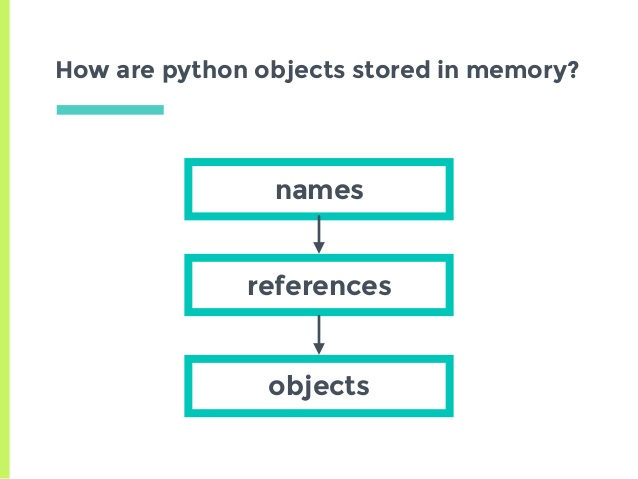 How are python objects stored in memory?
names
references
objects